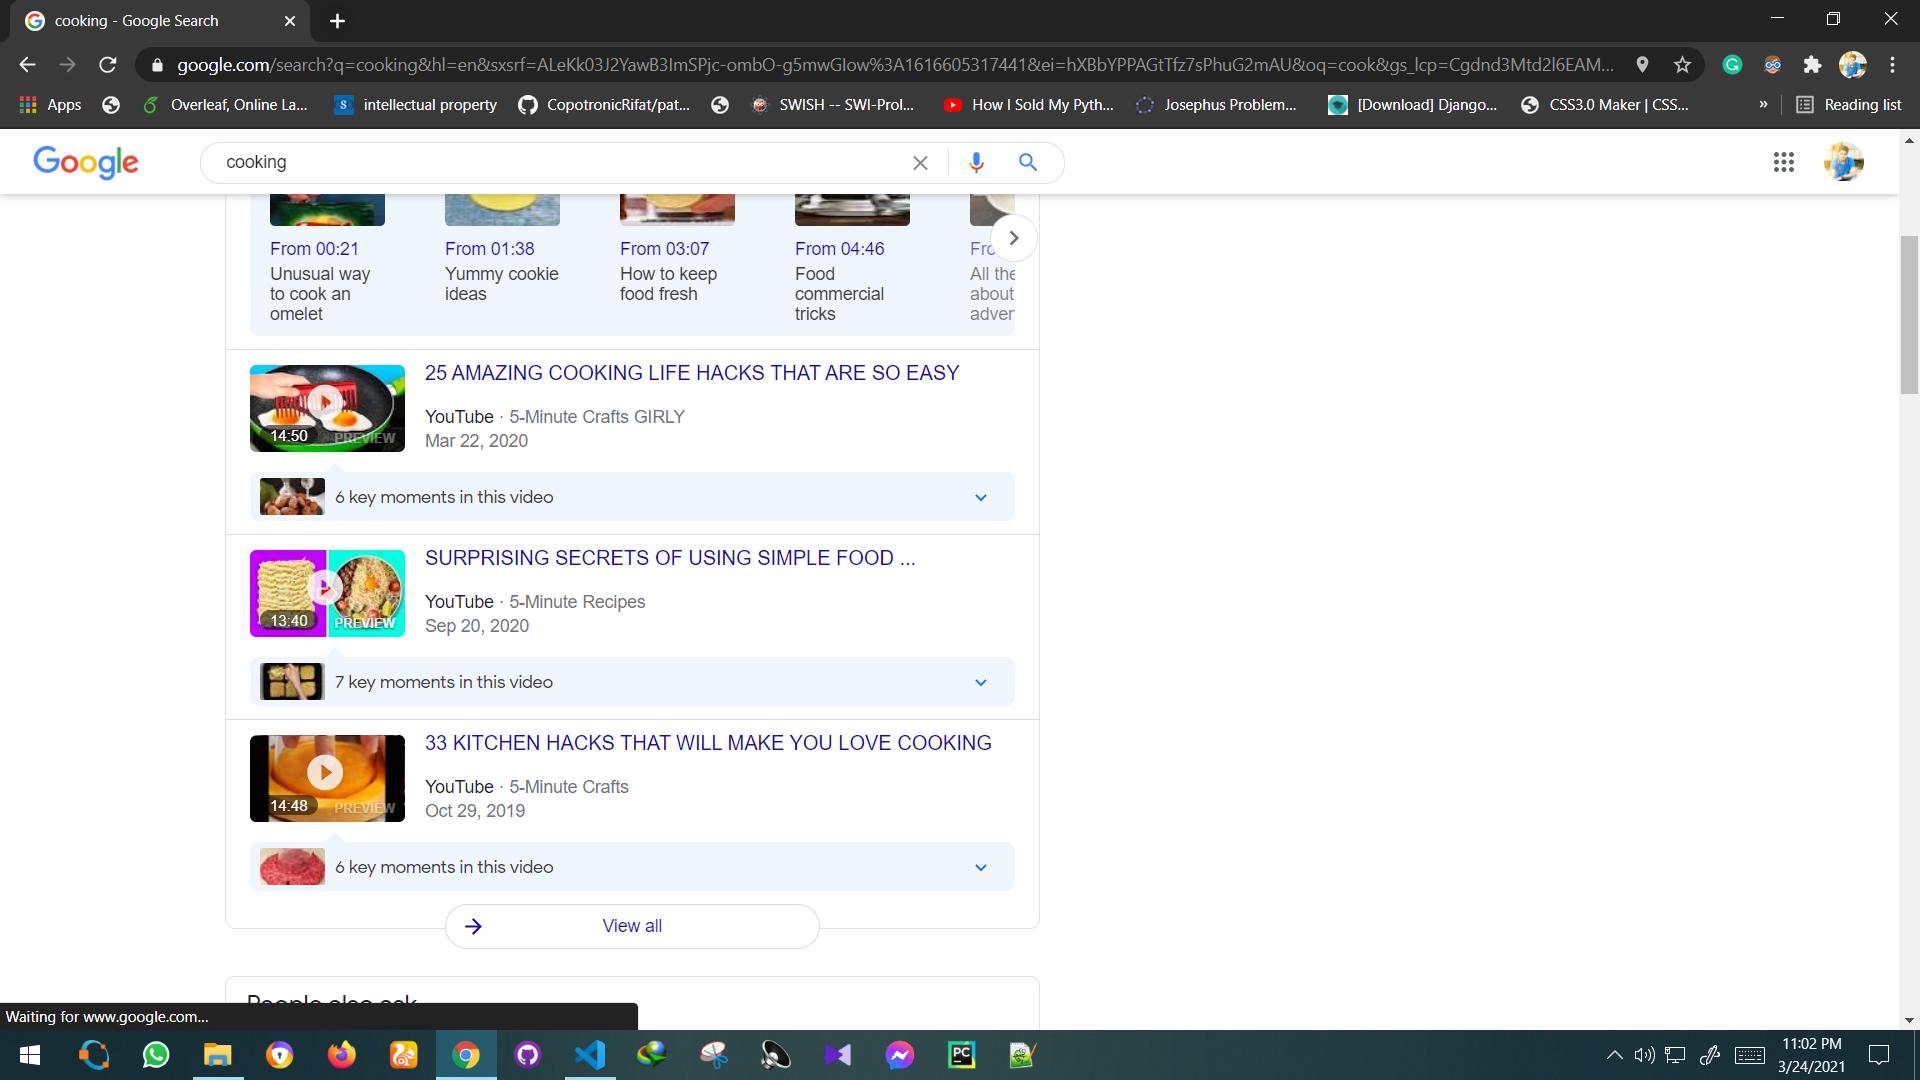 cooking - Google Search
google.com/search?q=cooking&hl=en&sxsrf=ALeKk03J2YawB3ImSPjc-ombO-g5mwGIow%3A1616605317441&ei=hXBbYPPAGtTfz7sPhuG2mAU&oq=cook&gs_lcp=Cgdnd3Mtd2l6EAM...
Apps Overleaf, Online La... intellectual property CopotronicRifat/pat... SWISH -- SWI-Prol... How I Sold My Pyth... Josephus Problem... [Download] Django... CSS3.0 Maker | CSS... » Reading list
Google cooking
From 00:21
Unusual way
to cook an
omelet
From 01:38
Yummy cookie
ideas
From 03:07
How to keep
food fresh
From 04:46
Food
commercial
tricks
All the
about
25 AMAZING COOKING LIFE HACKS THAT ARE SO EASY
YouTube · 5-Minute Crafts GIRLY
Mar 22, 2020
14:50 PREVIEW
6 key moments in this video
SURPRISING SECRETS OF USING SIMPLE FOOD ...
YouTube · 5-Minute Recipes
Sep 20, 2020
13:40 PREVIEW
7 key moments in this video
33 KITCHEN HACKS THAT WILL MAKE YOU LOVE COOKING
YouTube · 5-Minute Crafts
Oct 29, 2019
14:48 PREVIEW
6 key moments in this video
View all
People also ask
Waiting for www.google.com...
PC
11:02 PM
3/24/2021